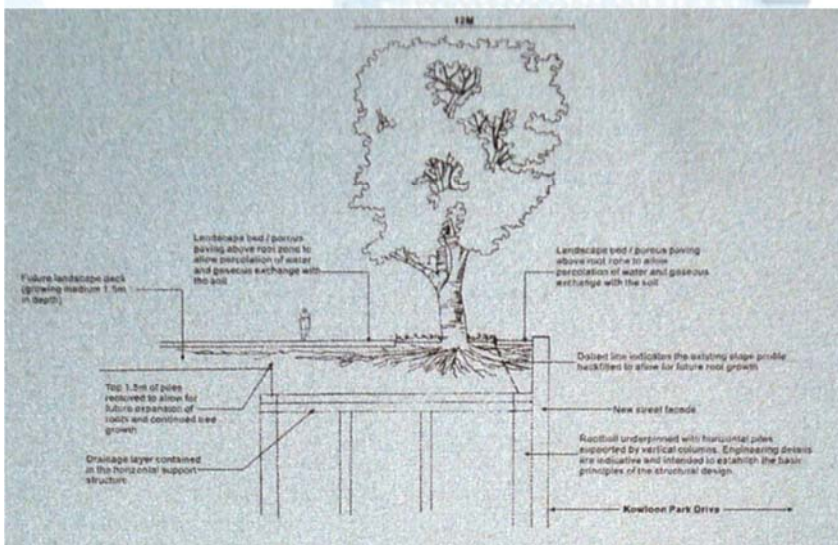 12M
Landscape bed / porous
paving above root zone to
allow percolation of water
and gaseous exchange with
the soil
Landscape bed / porous paving
above root zone to allow
percolation of water and gaseous
exchange with the soil
Future landscape deck
(growing medium 1.5m
in depth)
Dotted line indicates the existing slope profile
backfilled to allow for future root growth
Top 1.5m of piles
removed to allow for
future expansion of
roots and continued tree
growth
New street facade
Drainage layer contained
in the horizontal support
structure
Rootball underpinned with horizontal piles
supported by vertical columns. Engineering details
are indicative and intended to establish the basic
principles of the structural design.
Kowloon Park Drive